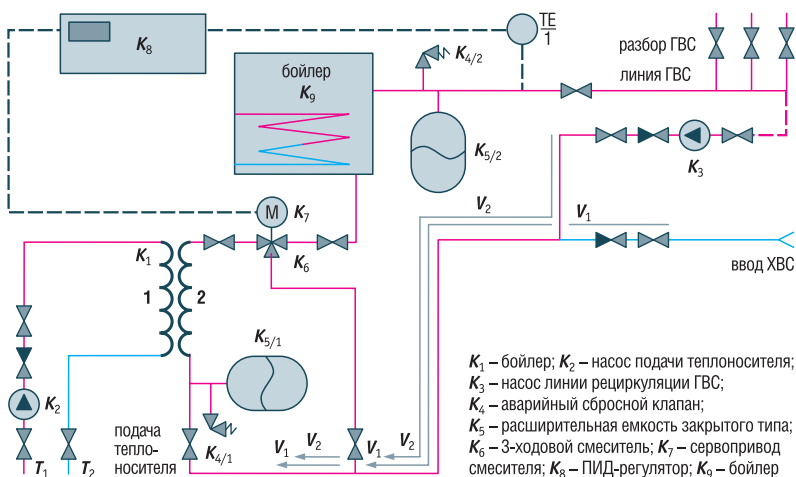 K8
TE
1
K4/2
разбор ГВС
линия ГВС
бойлер
K9
K5/2
K3
V2
V1
ввод ХВС
M
K7
K6
K1
1
2
K5/1
K2
подача
тепло-
носителя
T1
T2
K4/1
V1
V2
V1
V2
K1 – бойлер; K2 – насос подачи теплоносителя;
K3 – насос линии рециркуляции ГВС;
K4 – аварийный сбросной клапан;
K5 – расширительная емкость закрытого типа;
K6 – 3-ходовой смеситель; K7 – сервопривод
смесителя; K8 – ПИД-регулятор; K9 – бойлер